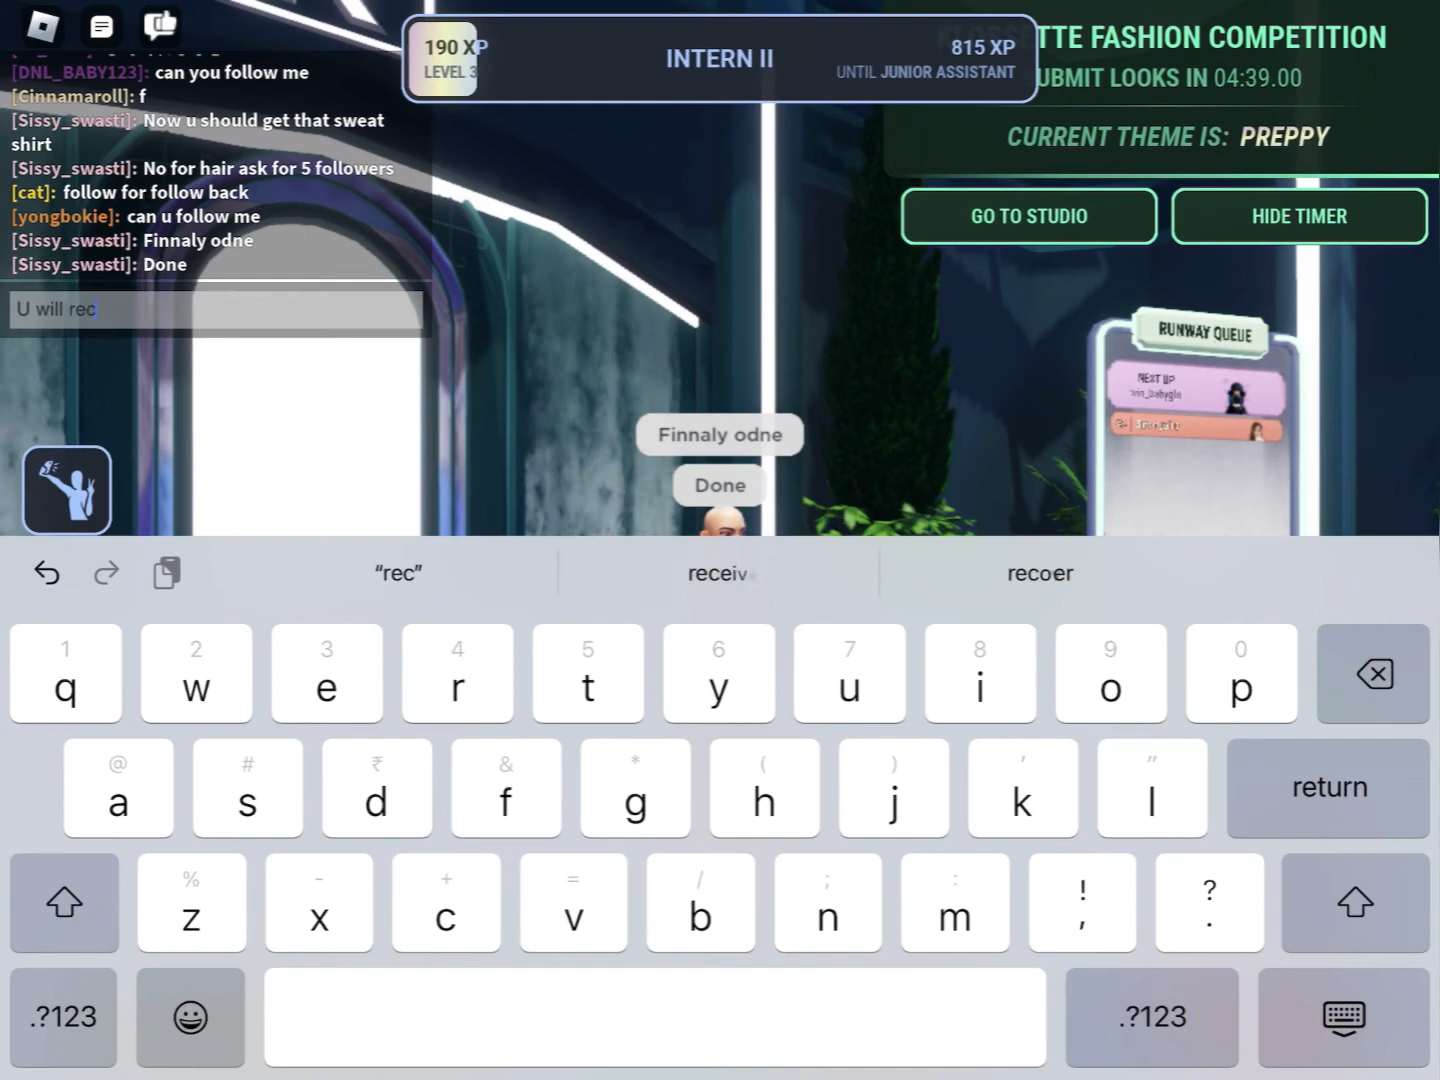 [DNL_BABY123]: can you follow me
[Cinnamaroll]: f
[Sissy_swasti]: Now u should get that sweat
shirt
[Sissy_swasti]: No for hair ask for 5 followers
[cat]: follow for follow back
[yongbokie]: can u follow me
[Sissy_swasti]: Finnaly odne
[Sissy_swasti]: Done
U will rec
190 XP
LEVEL 3
INTERN II
815 XP
UNTIL JUNIOR ASSISTANT
TTE FASHION COMPETITION
UBMIT LOOKS IN 04:39.00
CURRENT THEME IS: PREPPY
GO TO STUDIO
HIDE TIMER
RUNWAY QUEUE
NEXT UP
Finnaly odne
Done
“rec”
receiv
recoer
1 2 3 4 5 6 7 8 9 0
q w e r t y u i o p
@ # ₹ & * ( ) ' "
a s d f g h j k l
return
% - + = / ; : ! ?
z x c v b n m , .
.?123
.?123